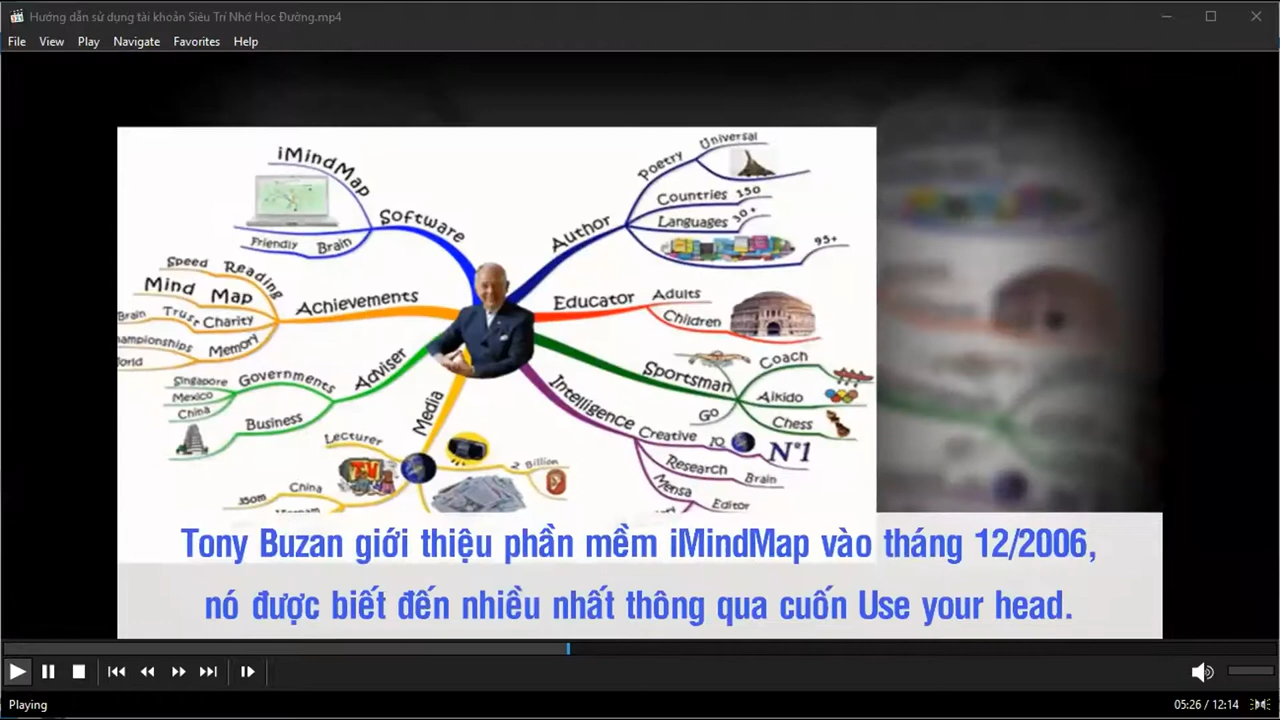 Hướng dẫn sử dụng tài khoản Siêu Trí Nhớ Học Đường.mp4
File View Play Navigate Favorites Help
iMindMap
Software
Friendly Brain
Speed Reading
Mind Map
Achievements
Brain Trust Charity
Memory
Governments
Singapore
Mexico
China
Adviser
Business
Media
Lecturer
TV
China
350m
2 Billion
Author
Poetry Universal
Countries 150
Languages 30+
95+
Educator
Adults
Children
Sportsman
Coach
Aikido
Go
Chess
Intelligence
Creative IQ N°1
Research Brain
Mensa
Editor
Tony Buzan giới thiệu phần mềm iMindMap vào tháng 12/2006,
nó được biết đến nhiều nhất thông qua cuốn Use your head.
Playing
05:26 / 12:14